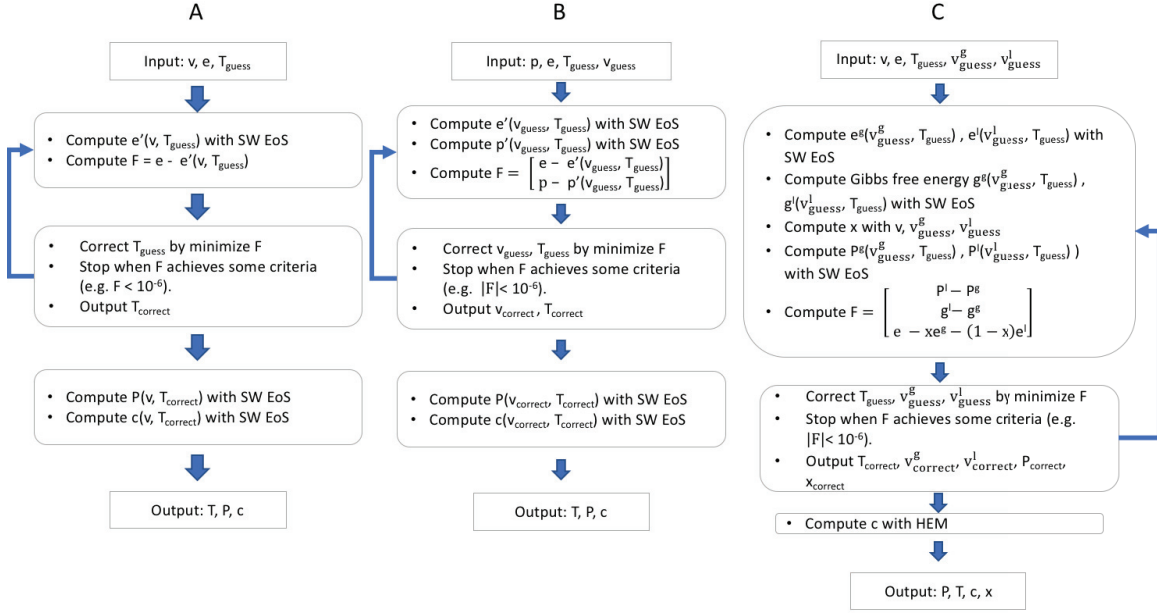 A
Input: v, e, T_guess
• Compute e'(v, T_guess) with SW EoS
• Compute F = e - e'(v, T_guess)
• Correct T_guess by minimize F
• Stop when F achieves some criteria
(e.g. F < 10^-6).
• Output T_correct
• Compute P(v, T_correct) with SW EoS
• Compute c(v, T_correct) with SW EoS
Output: T, P, c
B
Input: p, e, T_guess, v_guess
• Compute e'(v_guess, T_guess) with SW EoS
• Compute p'(v_guess, T_guess) with SW EoS
• Compute F = [ e − e'(v_guess, T_guess)
p − p'(v_guess, T_guess) ]
• Correct v_guess, T_guess by minimize F
• Stop when F achieves some criteria
(e.g. |F|< 10^-6).
• Output v_correct, T_correct
• Compute P(v_correct, T_correct) with SW EoS
• Compute c(v_correct, T_correct) with SW EoS
Output: T, P, c
C
Input: v, e, T_guess, v^g_guess, v^l_guess
• Compute e^g(v^g_guess, T_guess) , e^l(v^l_guess, T_guess) with
SW EoS
• Compute Gibbs free energy g^g(v^g_guess, T_guess) ,
g^l(v^l_guess, T_guess) with SW EoS
• Compute x with v, v^g_guess, v^l_guess
• Compute P^g(v^g_guess, T_guess) , P^l(v^l_guess, T_guess) )
with SW EoS
• Compute F = [ P^l − P^g
g^l − g^g
e − xe^g − (1 − x)e^l ]
• Correct T_guess, v^g_guess, v^l_guess by minimize F
• Stop when F achieves some criteria (e.g.
|F|< 10^-6).
• Output T_correct, v^g_correct, v^l_correct, P_correct,
x_correct
• Compute c with HEM
Output: P, T, c, x